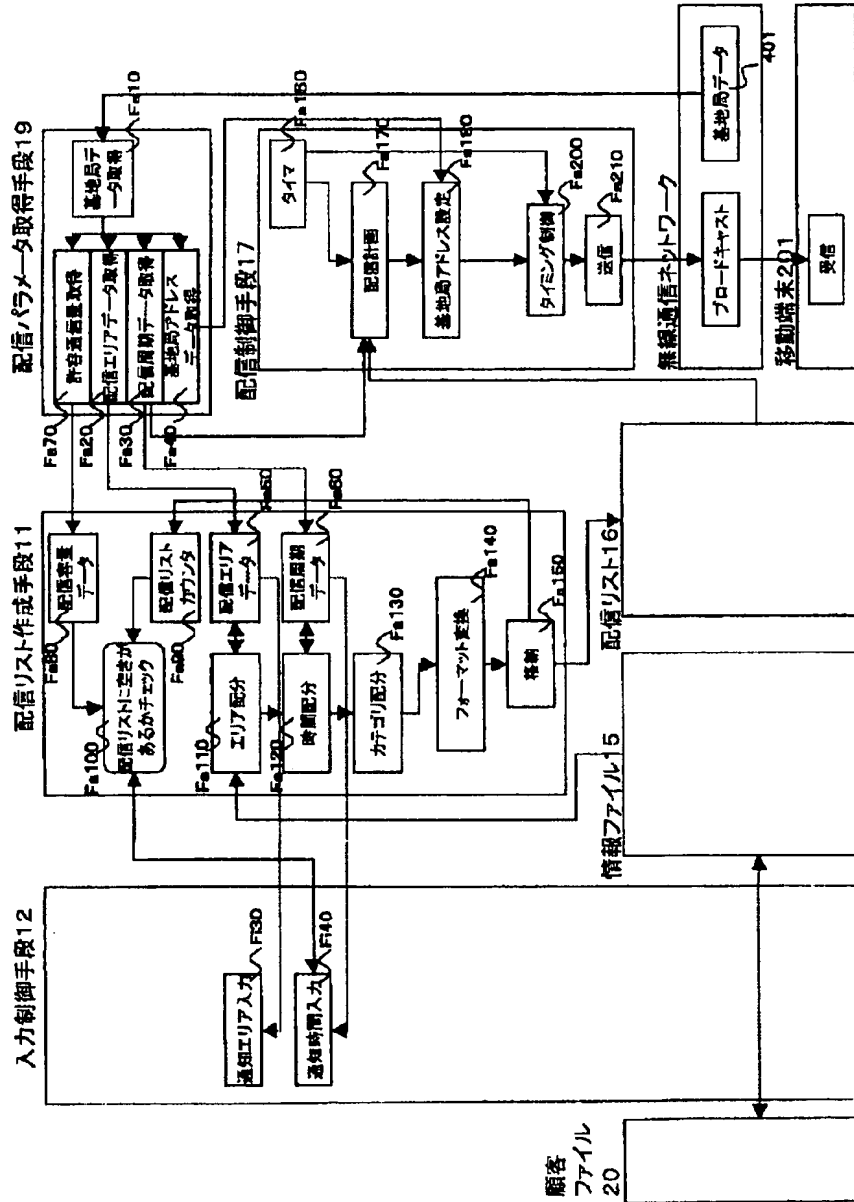 入力制御手段12
通知エリア入力
Fi30
通知時間入力
Fi40
顧客
ファイル
20
配信リスト作成手段11
Fa80
配信容量
データ
Fa100
配信リストに空きが
あるかチェック
Fa90
配信リスト
カウンタ
Fa110
エリア配分
配信エリア
データ
Fa50
Fa120
時間配分
配信周期
データ
Fa60
カテゴリ配分
Fa130
フォーマット変換
Fa140
格納
Fa150
情報ファイル15
配信リスト16
配信パラメータ取得手段19
Fa70
許容通信量取得
Fa20
配信エリアデータ取得
Fa30
配信周期データ取得
Fa40
基地局アドレス
データ取得
基地局デ
ータ取得
Fa10
配信制御手段17
タイマ
Fa160
配信計画
Fa170
基地局アドレス設定
Fa180
タイミング制御
Fa200
送信
Fa210
無線通信ネットワーク
ブロードキャスト
基地局データ
401
移動端末201
受信